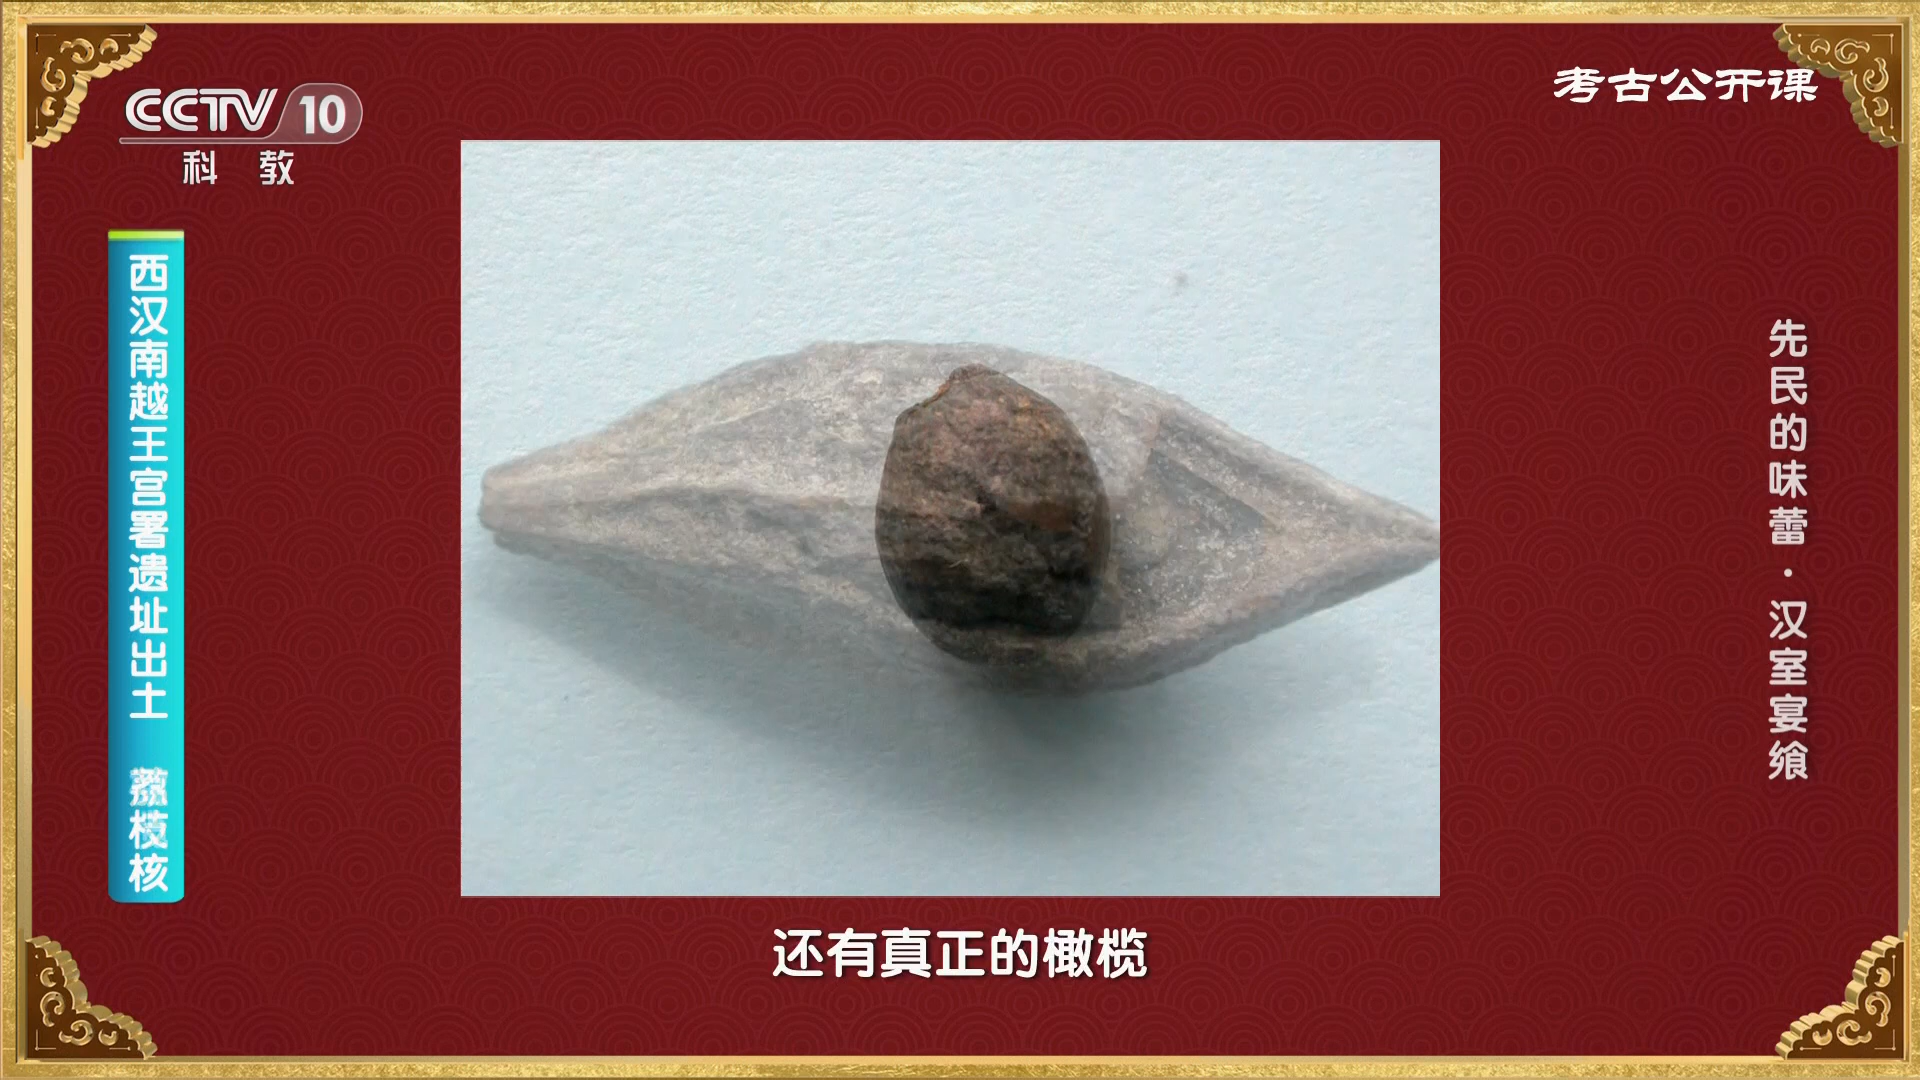 CCTV 10
科 教
考古公开课
西汉南越王宫署遗址出土 荔枝核
先民的味蕾·汉室宴飨
还有真正的橄榄